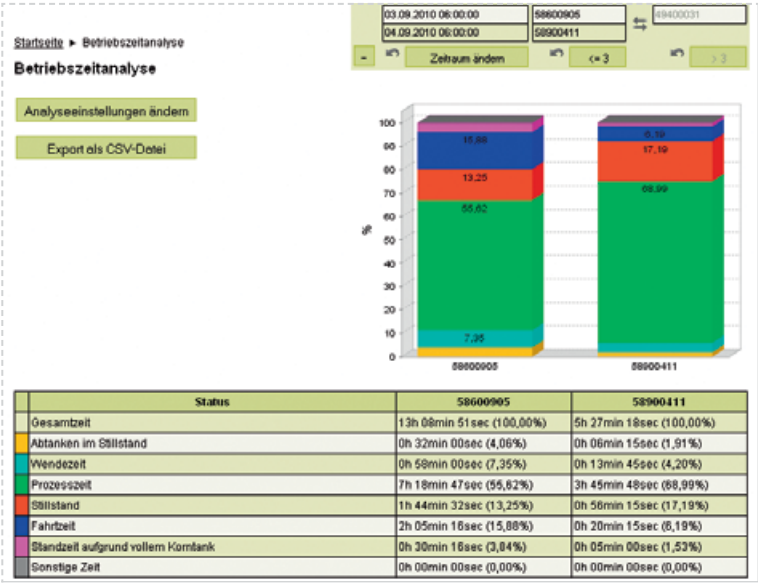 03.09.2010 06:00:00 58600905 49400031
04.09.2010 06:00:00 58900411
- Zeitraum ändern <= 3 > 3
Startseite ► Betriebszeitanalyse
Betriebszeitanalyse
Analyseeinstellungen ändern
Export als CSV-Datei
%
100
90
80
70
60
50
40
30
20
10
0
15,88
13,25
55,62
7,35
6,19
17,19
68,99
58600905 58900411
Status 58600905 58900411
Gesamtzeit 13h 08min 51sec (100,00%) 5h 27min 18sec (100,00%)
Abtanken im Stillstand 0h 32min 00sec (4,06%) 0h 06min 15sec (1,91%)
Wendezeit 0h 58min 00sec (7,35%) 0h 13min 45sec (4,20%)
Prozesszeit 7h 18min 47sec (55,62%) 3h 45min 48sec (68,99%)
Stillstand 1h 44min 32sec (13,25%) 0h 56min 15sec (17,19%)
Fahrtzeit 2h 05min 16sec (15,88%) 0h 20min 15sec (6,19%)
Standzeit aufgrund vollem Korntank 0h 30min 16sec (3,84%) 0h 05min 00sec (1,53%)
Sonstige Zeit 0h 00min 00sec (0,00%) 0h 00min 00sec (0,00%)